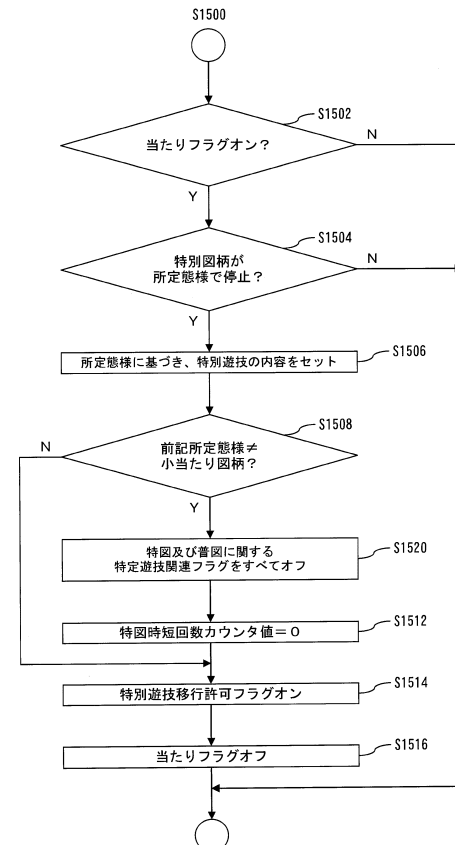 S1500
S1502
当たりフラグオン？
N
Y
S1504
特別図柄が
所定態様で停止？
N
Y
S1506
所定態様に基づき、特別遊技の内容をセット
S1508
N
前記所定態様≠
小当たり図柄？
Y
S1520
特図及び普図に関する
特定遊技関連フラグをすべてオフ
S1512
特図時短回数カウンタ値＝０
S1514
特別遊技移行許可フラグオン
S1516
当たりフラグオフ